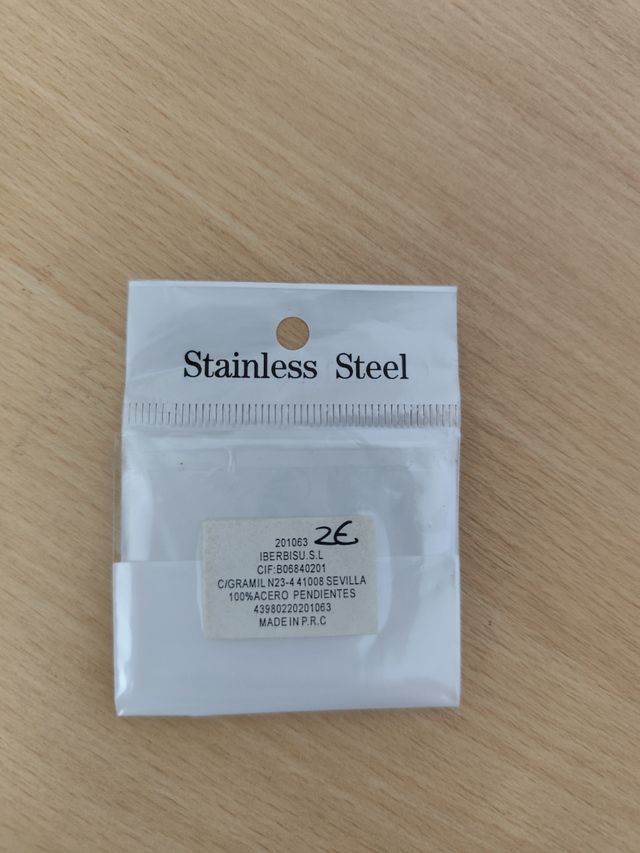 Stainless Steel
201063 2€
IBERBISU.S.L
CIF:B06840201
C/GRAMIL N23-4 41008 SEVILLA
100%ACERO PENDIENTES
43980220201063
MADE IN P.R.C